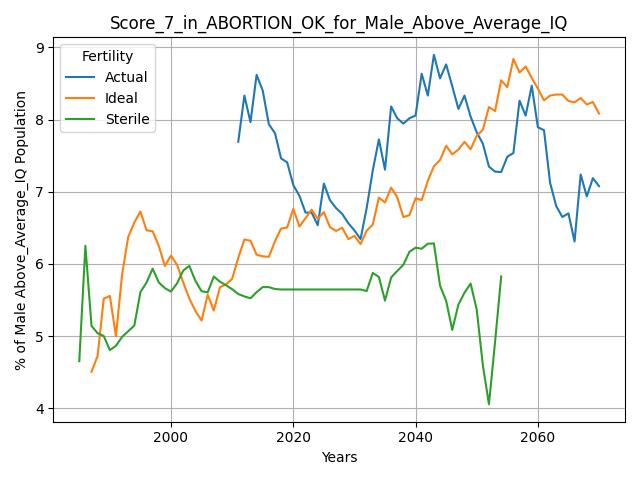 Score_7_in_ABORTION_OK_for_Male_Above_Average_IQ
Fertility
Actual
Ideal
Sterile
% of Male Above_Average_IQ Population
9
8
7
6
5
4
2000 2020 2040 2060
Years